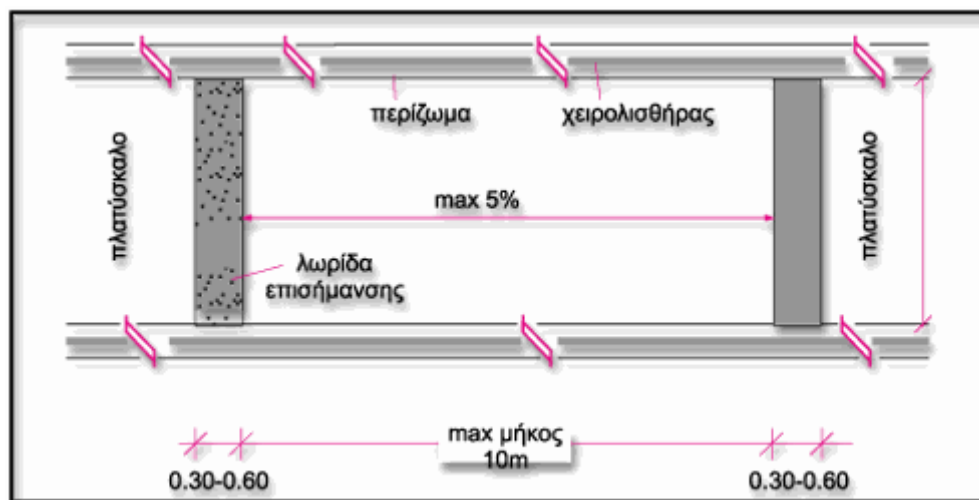 περίζωμα
χειρολισθήρας
πλατύσκαλο
max 5%
πλατύσκαλο
λωρίδα
επισήμανσης
max μήκος
10m
0.30-0.60
0.30-0.60